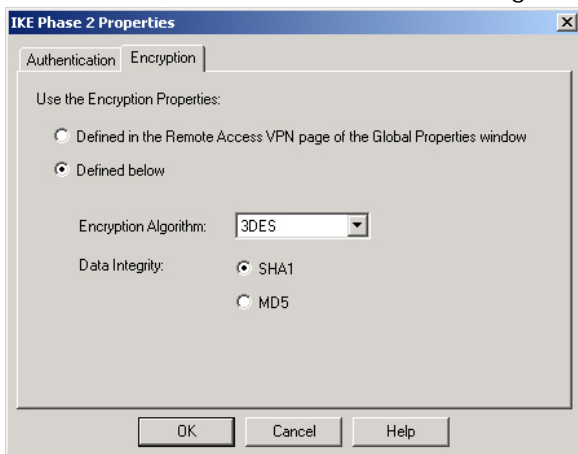 IKE Phase 2 Properties
Authentication
Encryption
Use the Encryption Properties:
Defined in the Remote Access VPN page of the Global Properties window
Defined below
Encryption Algorithm: 3DES
Data Integrity: SHA1
MD5
OK Cancel Help